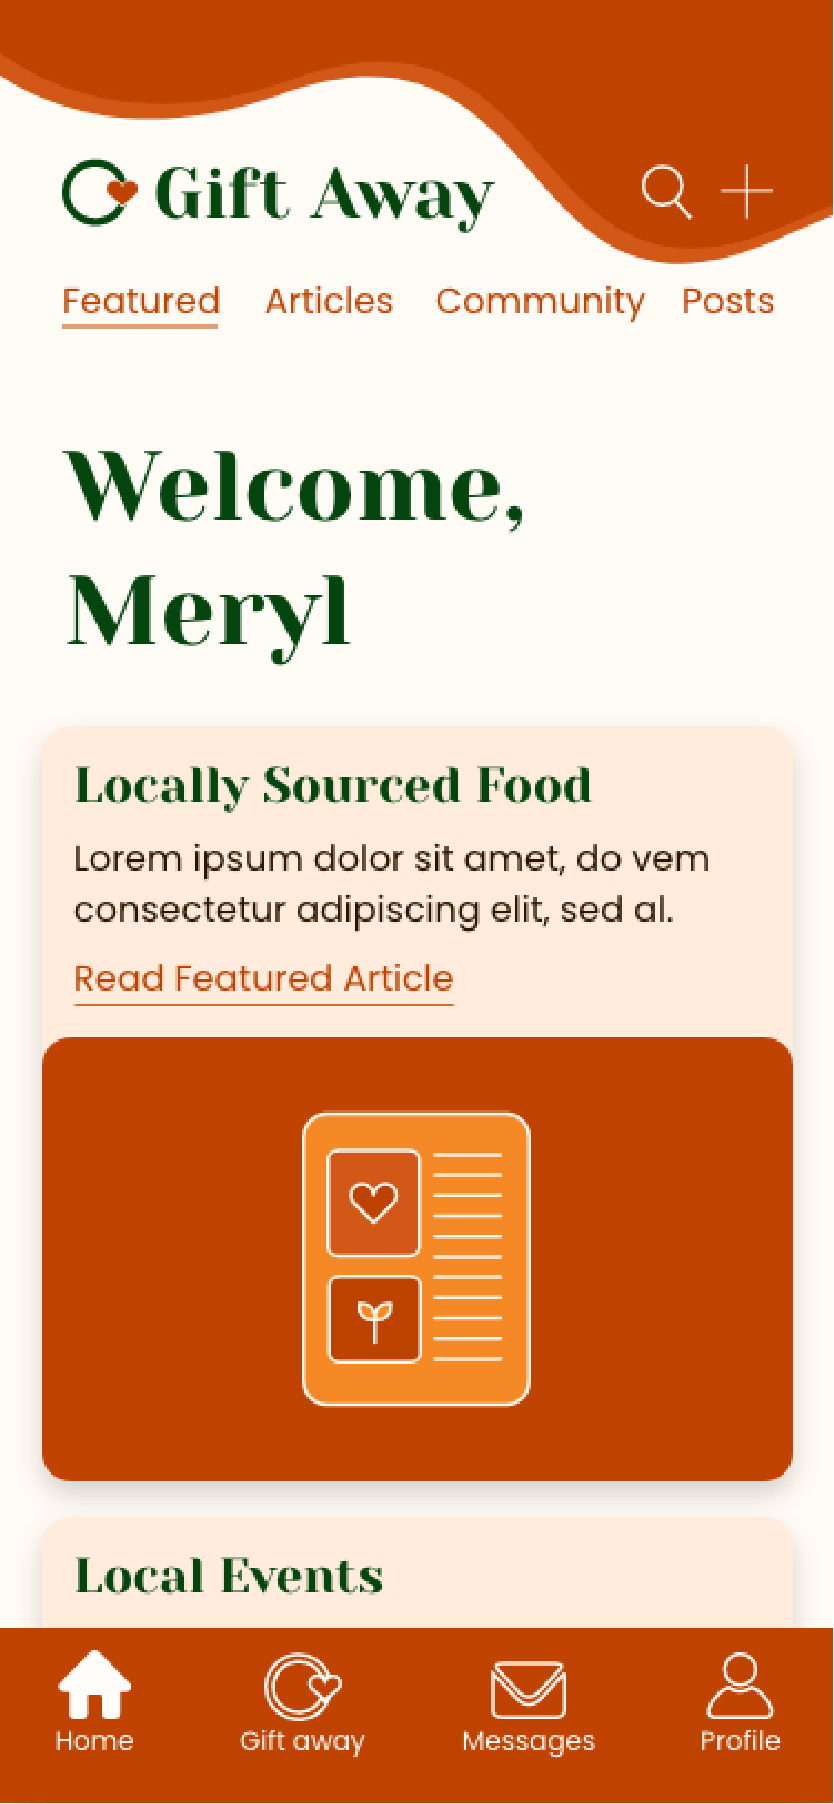 Gift Away
Featured Articles Community Posts
Welcome,
Meryl
Locally Sourced Food
Lorem ipsum dolor sit amet, do vem
consectetur adipiscing elit, sed al.
Read Featured Article
Local Events
Home Gift away Messages Profile